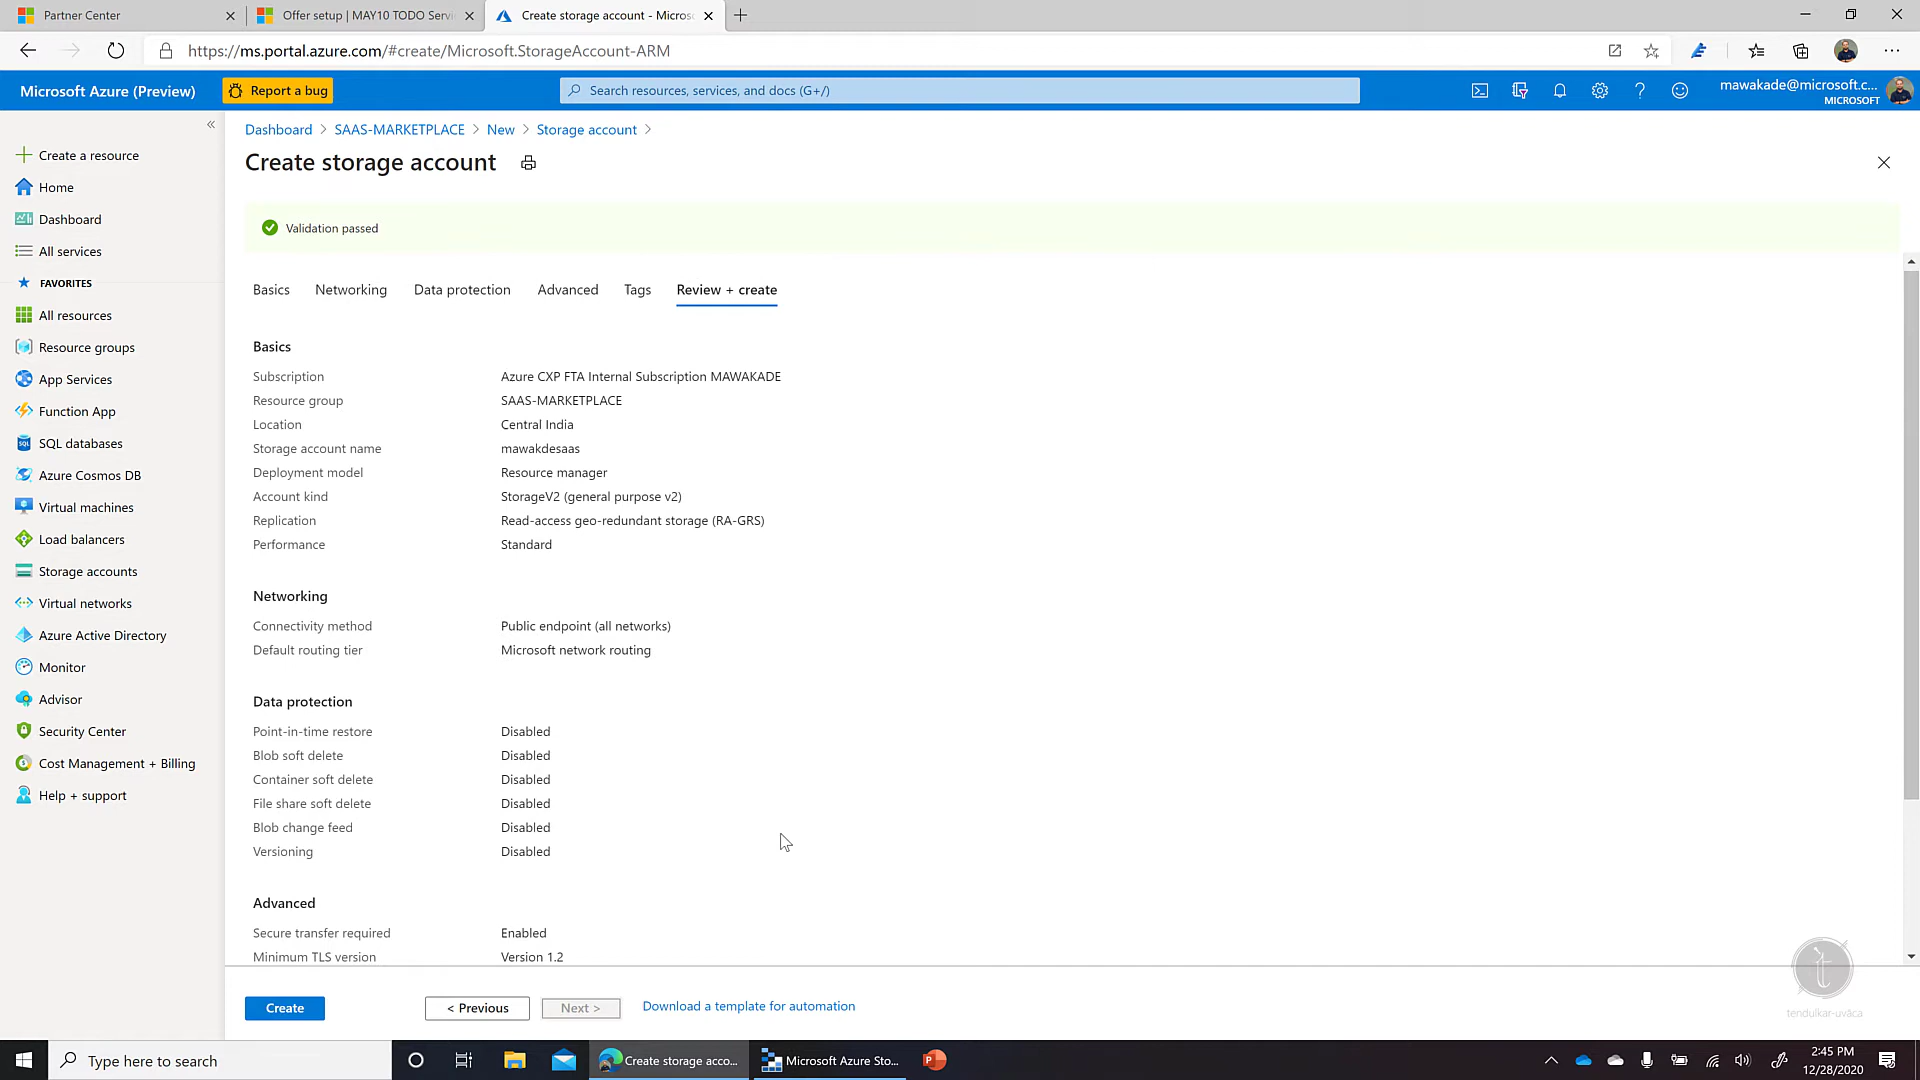 Partner Center
Offer setup | MAY10 TODO Servi
Create storage account - Micros
https://ms.portal.azure.com/#create/Microsoft.StorageAccount-ARM
Microsoft Azure (Preview)
Report a bug
Search resources, services, and docs (G+/)
mawakade@microsoft.c...
MICROSOFT
Create a resource
Home
Dashboard
All services
FAVORITES
All resources
Resource groups
App Services
Function App
SQL databases
Azure Cosmos DB
Virtual machines
Load balancers
Storage accounts
Virtual networks
Azure Active Directory
Monitor
Advisor
Security Center
Cost Management + Billing
Help + support
Dashboard > SAAS-MARKETPLACE > New > Storage account >
Create storage account
Validation passed
Basics Networking Data protection Advanced Tags Review + create
Basics
Subscription Azure CXP FTA Internal Subscription MAWAKADE
Resource group SAAS-MARKETPLACE
Location Central India
Storage account name mawakdesaas
Deployment model Resource manager
Account kind StorageV2 (general purpose v2)
Replication Read-access geo-redundant storage (RA-GRS)
Performance Standard
Networking
Connectivity method Public endpoint (all networks)
Default routing tier Microsoft network routing
Data protection
Point-in-time restore Disabled
Blob soft delete Disabled
Container soft delete Disabled
File share soft delete Disabled
Blob change feed Disabled
Versioning Disabled
Advanced
Secure transfer required Enabled
Minimum TLS version Version 1.2
Create
< Previous
Next >
Download a template for automation
tendulkar-uvāca
Type here to search
Create storage acco...
Microsoft Azure Sto...
2:45 PM
12/28/2020